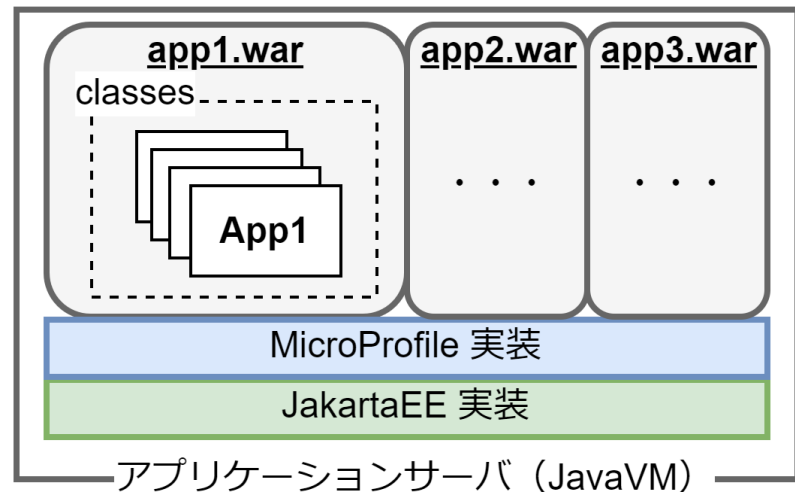 app1.war
app2.war
app3.war
classes
App1
・・・
・・・
MicroProfile 実装
JakartaEE 実装
アプリケーションサーバ（JavaVM）